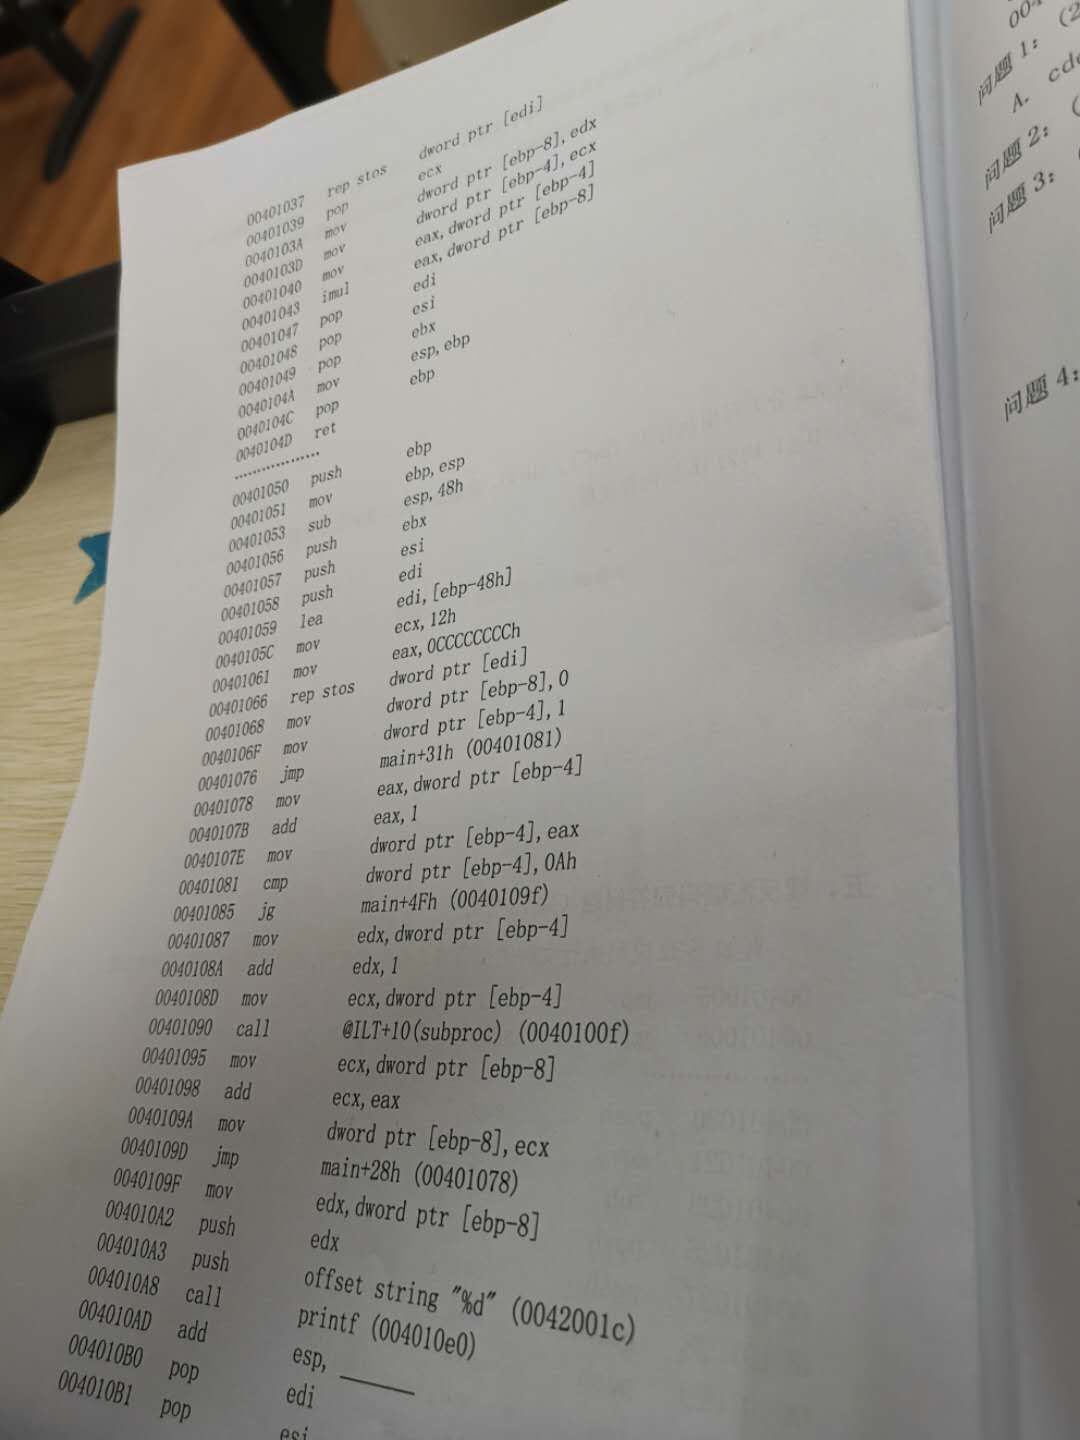 00401037 rep stos dword ptr [edi]
00401039 pop ecx
0040103A mov dword ptr [ebp-8],edx
0040103D mov dword ptr [ebp-4],ecx
00401040 mov eax,dword ptr [ebp-4]
00401043 imul eax,dword ptr [ebp-8]
00401047 pop edi
00401048 pop esi
00401049 pop ebx
0040104A mov esp,ebp
0040104C pop ebp
0040104D ret
..................
00401050 push ebp
00401051 mov ebp,esp
00401053 sub esp,48h
00401056 push ebx
00401057 push esi
00401058 push edi
00401059 lea edi,[ebp-48h]
0040105C mov ecx,12h
00401061 mov eax,0CCCCCCCCh
00401066 rep stos dword ptr [edi]
00401068 mov dword ptr [ebp-8],0
0040106F mov dword ptr [ebp-4],1
00401076 jmp main+31h (00401081)
00401078 mov eax,dword ptr [ebp-4]
0040107B add eax,1
0040107E mov dword ptr [ebp-4],eax
00401081 cmp dword ptr [ebp-4],0Ah
00401085 jg main+4Fh (0040109f)
00401087 mov edx,dword ptr [ebp-4]
0040108A add edx,1
0040108D mov ecx,dword ptr [ebp-4]
00401090 call @ILT+10(subproc) (0040100f)
00401095 mov ecx,dword ptr [ebp-8]
00401098 add ecx,eax
0040109A mov dword ptr [ebp-8],ecx
0040109D jmp main+28h (00401078)
0040109F mov edx,dword ptr [ebp-8]
004010A2 push edx
004010A3 push offset string "%d" (0042001c)
004010A8 call printf (004010e0)
004010AD add esp, ______
004010B0 pop edi
004010B1 pop esi
004
问题 1: (2
A. cd
问题 2: (
问题 3:
问题 4: